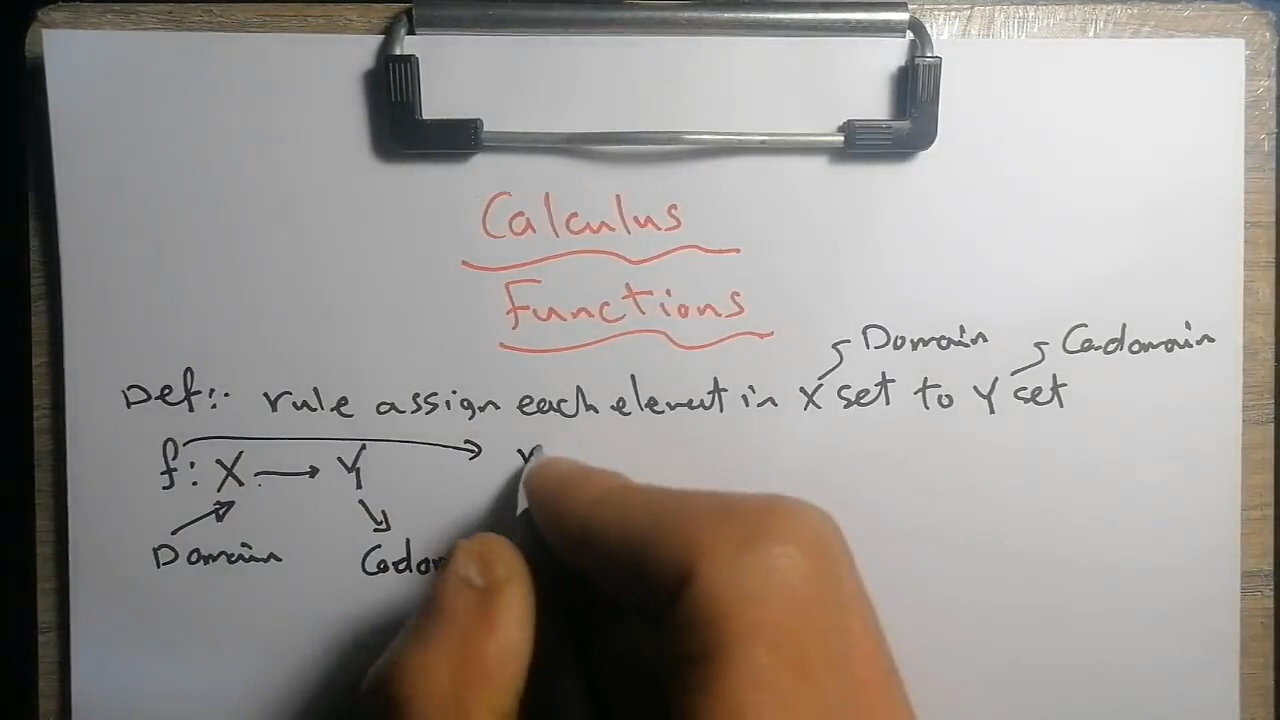 Calculus
Functions
Domain Codomain
Def:- rule assign each element in X set to Y set
f: X → Y →
Domain